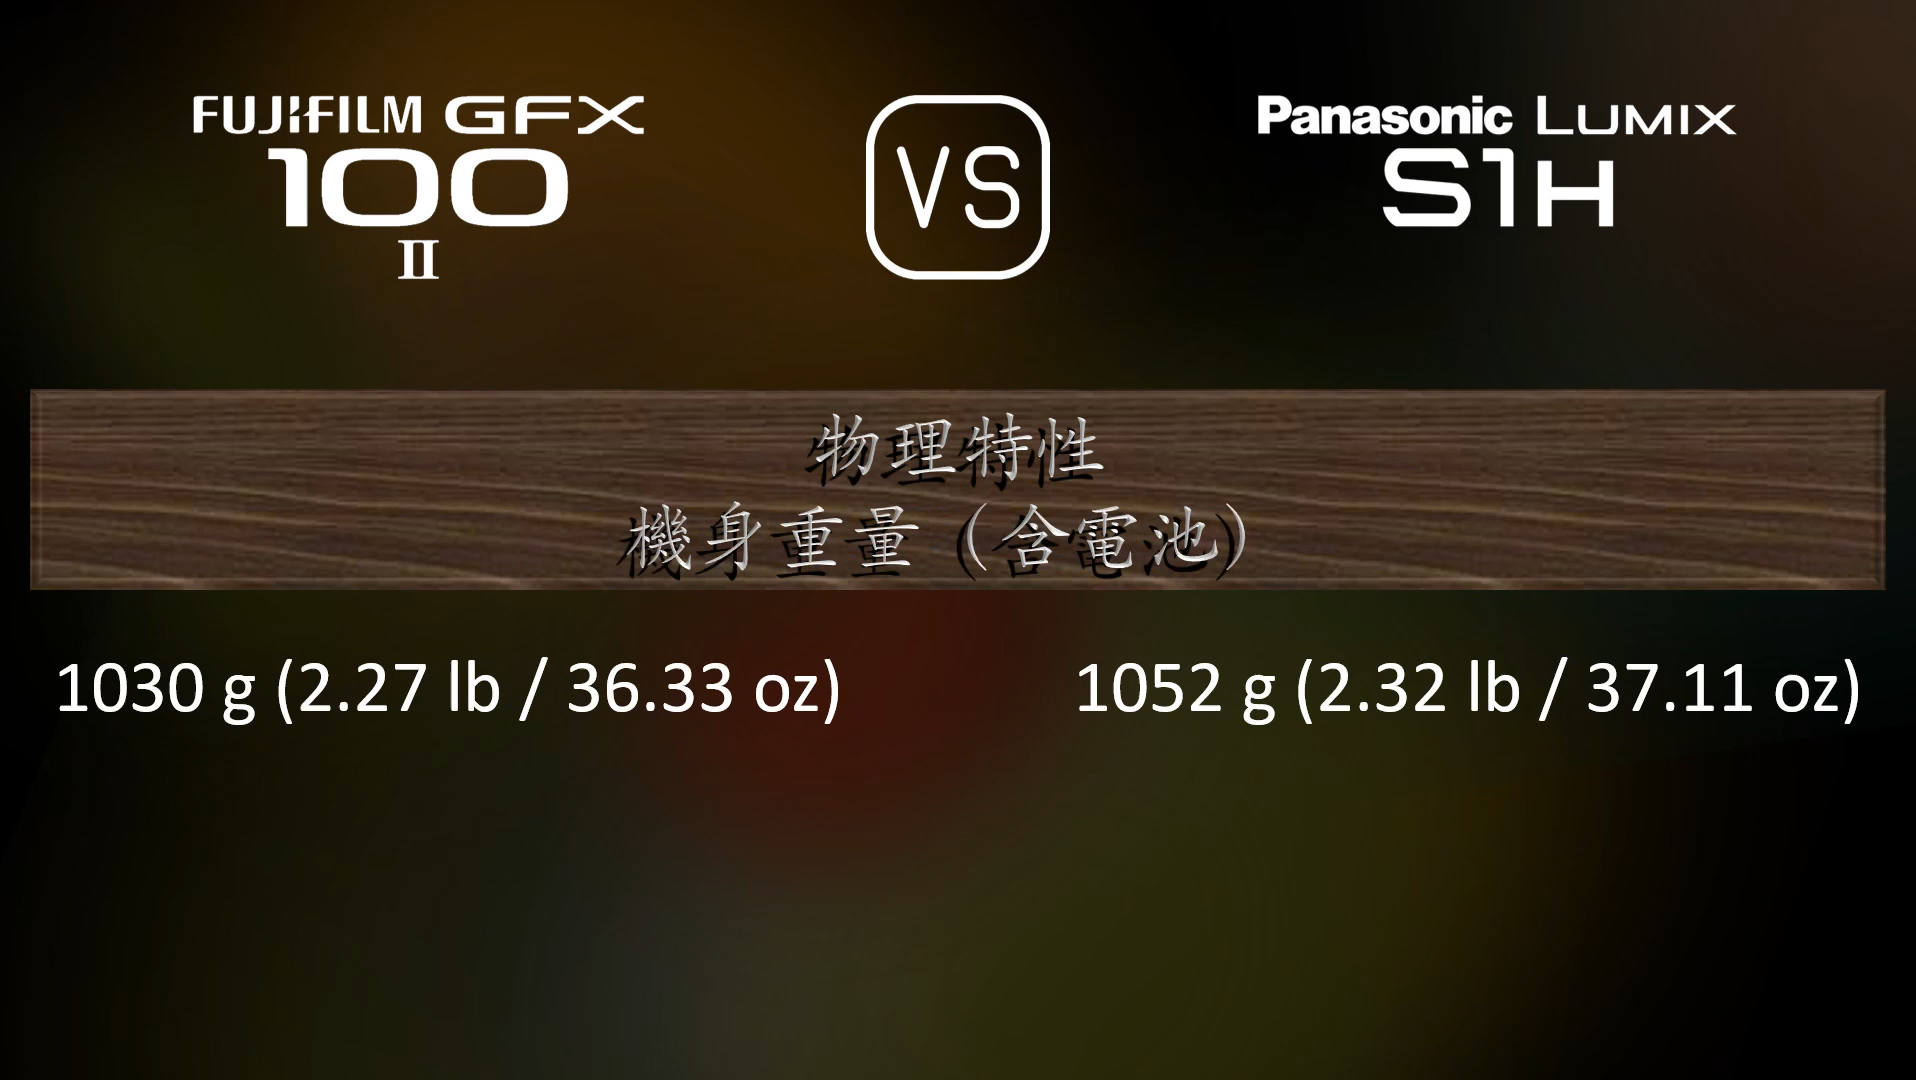 FUJIFILM GFX
100
II
VS
Panasonic LUMIX
S1H
物理特性
機身重量（含電池）
1030 g (2.27 lb / 36.33 oz)
1052 g (2.32 lb / 37.11 oz)